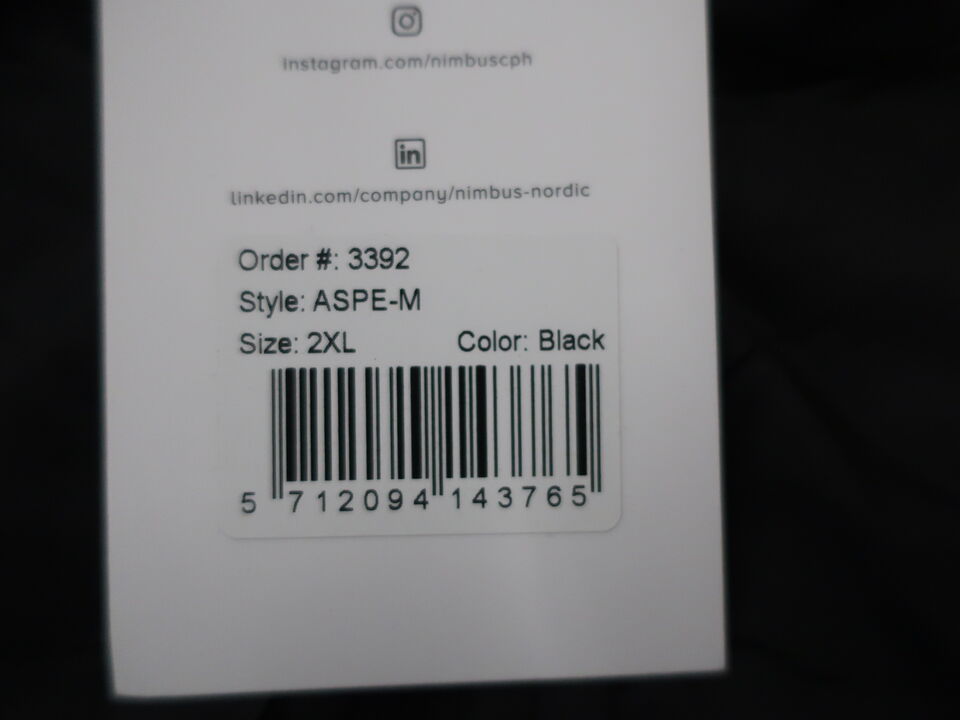 instagram.com/nimbuscph
in
linkedin.com/company/nimbus-nordic
Order #: 3392
Style: ASPE-M
Size: 2XL Color: Black
5 712094 143765